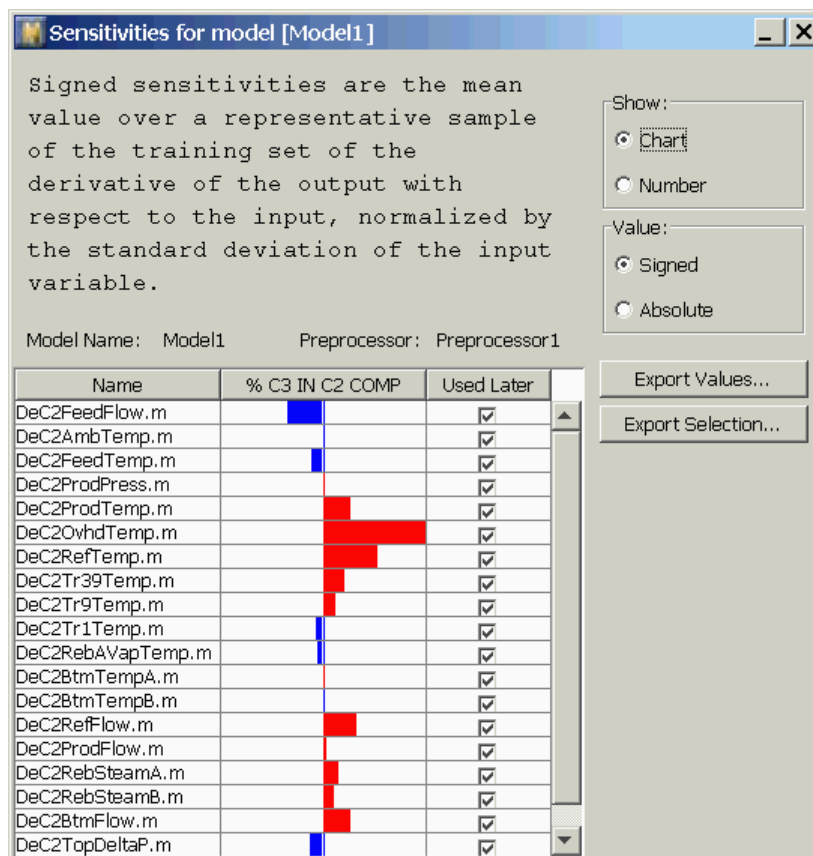 Sensitivities for model [Model1]
Signed sensitivities are the mean
value over a representative sample
of the training set of the
derivative of the output with
respect to the input, normalized by
the standard deviation of the input
variable.
Show:
Chart
Number
Value:
Signed
Absolute
Model Name: Model1 Preprocessor: Preprocessor1
Export Values...
Export Selection...
Name % C3 IN C2 COMP Used Later
DeC2FeedFlow.m
DeC2AmbTemp.m
DeC2FeedTemp.m
DeC2ProdPress.m
DeC2ProdTemp.m
DeC2OvhdTemp.m
DeC2RefTemp.m
DeC2Tr39Temp.m
DeC2Tr9Temp.m
DeC2Tr1Temp.m
DeC2RebAVapTemp.m
DeC2BtmTempA.m
DeC2BtmTempB.m
DeC2RefFlow.m
DeC2ProdFlow.m
DeC2RebSteamA.m
DeC2RebSteamB.m
DeC2BtmFlow.m
DeC2TopDeltaP.m